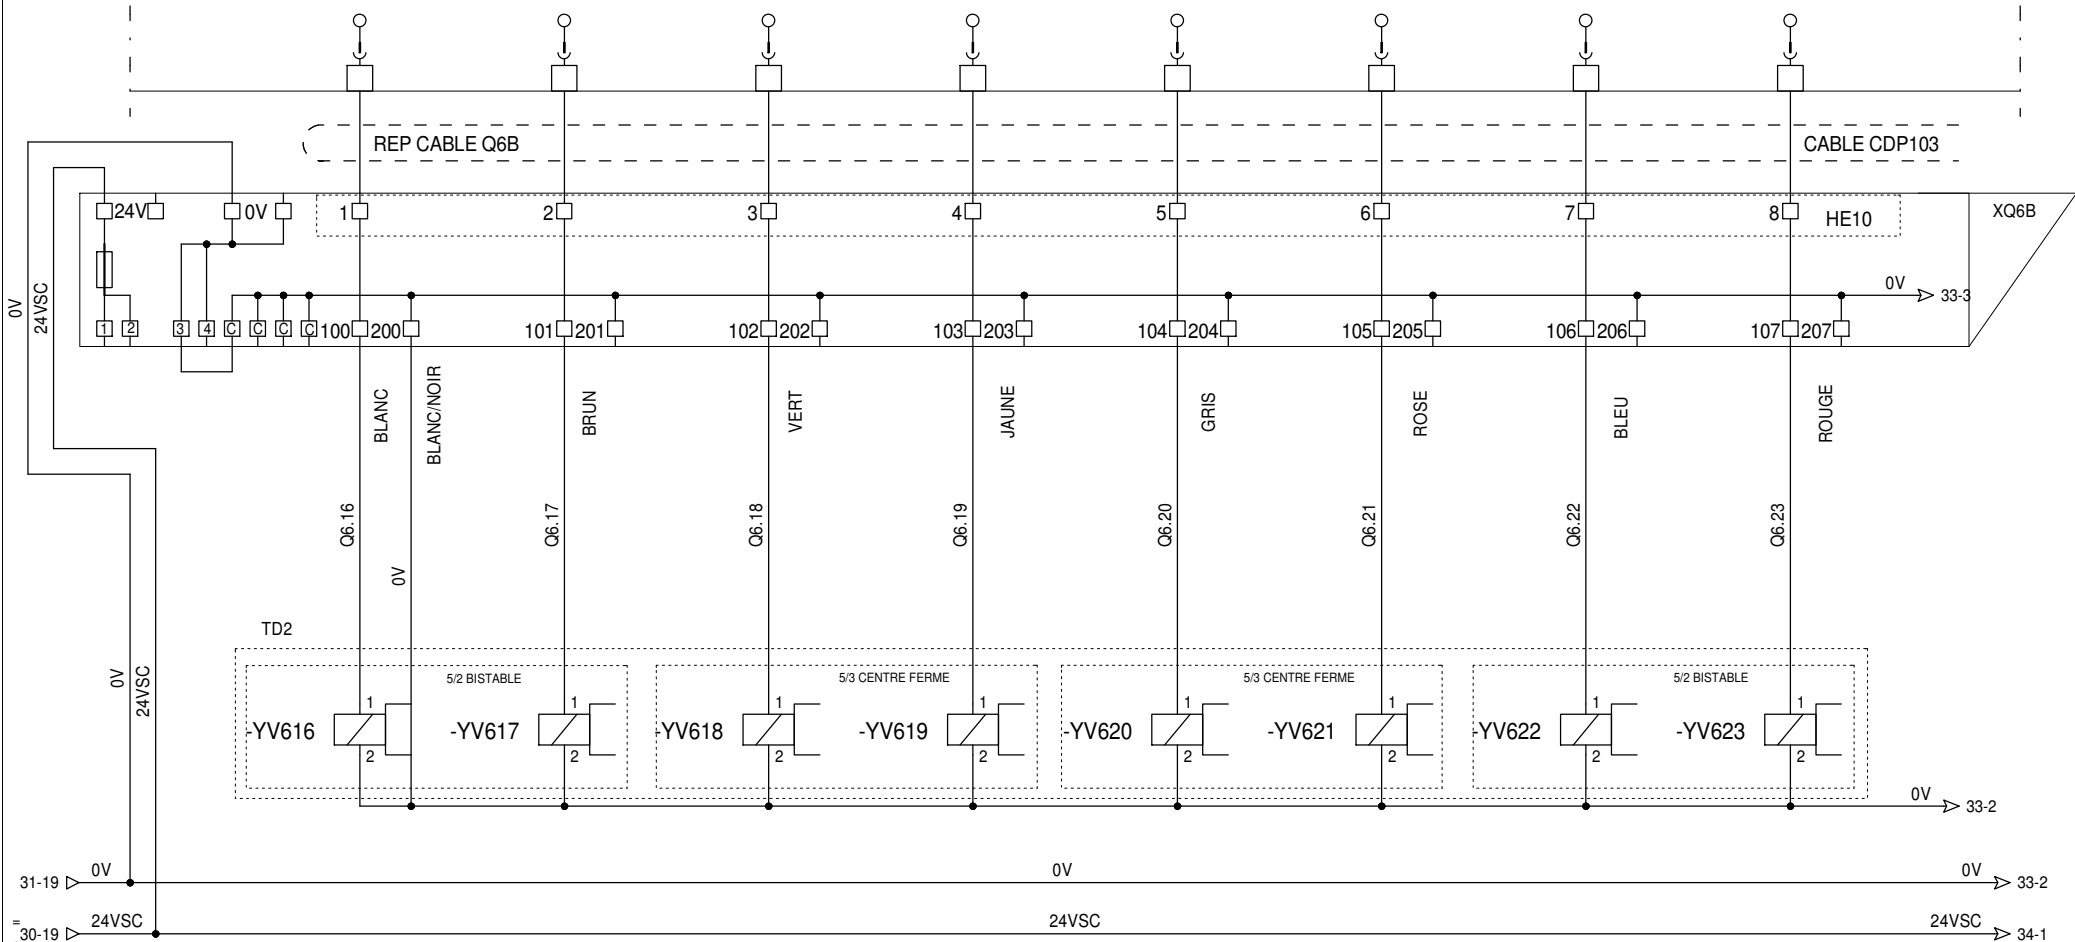 REP CABLE Q6B CABLE CDP103
24V 0V 1 2 3 4 5 6 7 8 HE10 XQ6B
0V 24VSC
0V 33-3
1 2 3 4 C C C C 100 200 101 201 102 202 103 203 104 204 105 205 106 206 107 207
BLANC BLANC/NOIR BRUN VERT JAUNE GRIS ROSE BLEU ROUGE
Q6.16 Q6.17 Q6.18 Q6.19 Q6.20 Q6.21 Q6.22 Q6.23
0V
TD2
0V 24VSC
5/2 BISTABLE 5/3 CENTRE FERME 5/3 CENTRE FERME 5/2 BISTABLE
1 1 1 1 1 1 1 1
-YV616 -YV617 -YV618 -YV619 -YV620 -YV621 -YV622 -YV623
2 2 2 2 2 2 2 2
0V 33-2
31-19 0V 0V 0V 33-2
=
30-19 24VSC 24VSC 24VSC 34-1